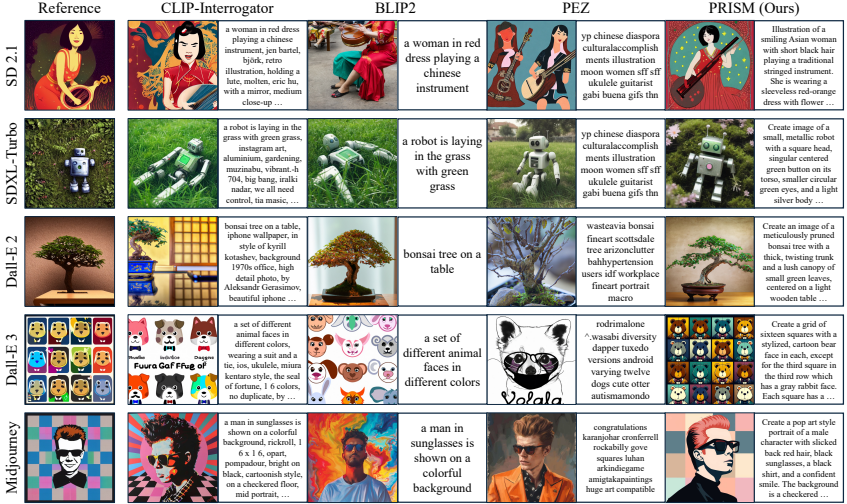 Reference CLIP-Interrogator BLIP2 PEZ PRISM (Ours)
SD 2.1
a woman in red
dress playing a
chinese
instrument, jen bartel,
björk, retro
illustration, holding a
lute, molten, eric hu,
with a mirror, medium
close-up ...
a woman in red
dress playing a
chinese
instrument
yp chinese diaspora
culturalaccomplish
ments illustration
moon women sff sff
ukulele guitarist
gabi buena gifs thn
Illustration of a
smiling Asian woman
with short black hair
playing a traditional
stringed instrument.
She is wearing a
sleeveless red-orange
dress with flower ...
SDXL-Turbo
a robot is laying in the
grass with green grass,
instagram art,
aluminium, gardening,
muzinabu, vibrant.-h
704, big bang, iralki
nadar, we all need
control, tia masic, ...
a robot is laying
in the grass
with green
grass
yp chinese diaspora
culturalaccomplish
ments illustration
moon women sff sff
ukulele guitarist
gabi buena gifs thn
Create image of a
small, metallic robot
with a square head,
singular centered
green button on its
torso, smaller circular
green eyes, and a light
silver body ...
Dall-E 2
bonsai tree on a table,
iphone wallpaper, in
style of kyrill
kotashev, background
1970s office, high
detail photo, by
Aleksandr Gerasimov,
beautiful iphone ...
bonsai tree on a
table
wasteavia bonsai
fineart scottsdale
tree arizonclutter
bahhypertension
users idf workplace
fineart portrait
macro
Create an image of a
meticulously pruned
bonsai tree with a
thick, twisting trunk
and a lush canopy of
small green leaves,
centered on a light
wooden table ...
Dall-E 3
Fuura Gaf Ffug of
a set of different
animal faces in
different colors,
wearing a suit and a
tie, ios, ukulele, miura
shown style, the seal
of fortune, 1 6 colors,
no duplicate, by ...
a set of
different animal
faces in
different colors
Volala
rodrimalone
^.wasabi diversity
dapper tuxedo
versions android
varying twelve
dogs cute otter
autismamondo
Create a grid of
sixteen squares with a
stylized, cartoon bear
face in each, except
for the third square in
the top row which
has a gray rabbit face.
Each square has a ...
Midjourney
a man in sunglasses is
shown on a colorful
background, rickroll, 1
6 x 1 6, opart,
pompadour, bright on
black, cartoonish style,
on a checkered floor,
mid portrait, ...
a man in
sunglasses is
shown on a
colorful
background
congratulations
karanjohar cronferrell
rockabilly gove
squares luhan
arkindiegame
amigtakapaintings
huge art compatible
Create a pop art style
portrait of a male
character with slicked
back red hair, black
sunglasses, a black
shirt, and a confident
smile. The background
is a checkered ...